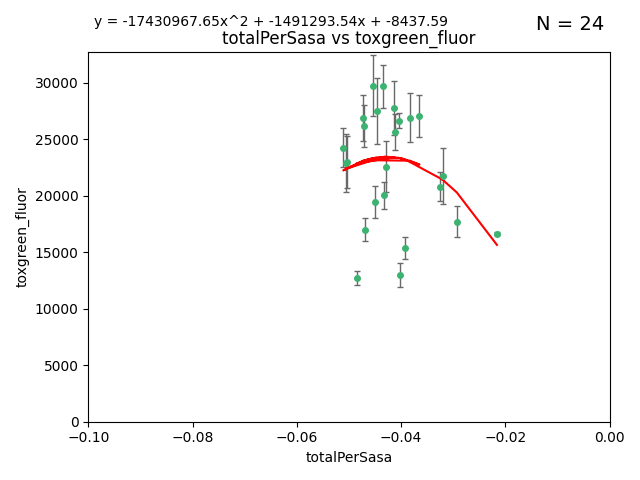 y = -17430967.65x^2 + -1491293.54x + -8437.59
N = 24
totalPerSasa vs toxgreen_fluor
toxgreen_fluor
30000
25000
20000
15000
10000
5000
0
−0.10
−0.08
−0.06
−0.04
−0.02
0.00
totalPerSasa